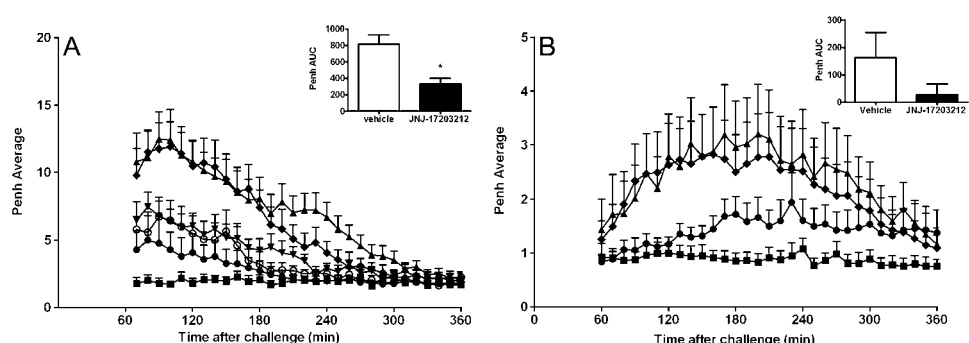 A
20
15
10
5
0
60 120 180 240 300 360
Time after challenge (min)
Penh Average
1000
800
600
400
200
0
Penh AUC
*
vehicle JNJ-17203212
B
5
4
3
2
1
0
0 60 120 180 240 300 360
Time after challenge (min)
Penh Average
300
200
100
0
Penh AUC
Vehicle JNJ-17203212